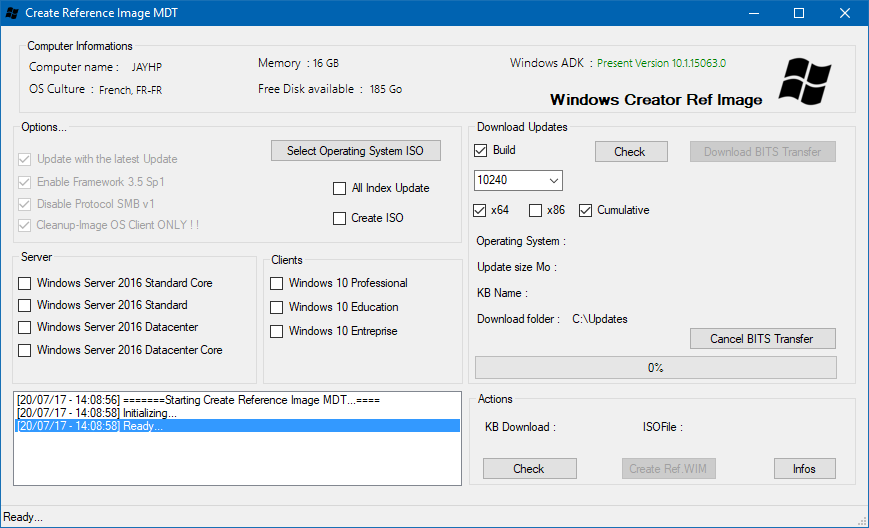 Create Reference Image MDT
Computer Informations
Computer name : JAYHP
Memory : 16 GB
Windows ADK : Present Version 10.1.15063.0
OS Culture : French, FR-FR
Free Disk available : 185 Go
Windows Creator Ref Image
Options...
Select Operating System ISO
Update with the latest Update
Enable Framework 3.5 Sp1
All Index Update
Disable Protocol SMB v1
Create ISO
Cleanup-Image OS Client ONLY ! !
Download Updates
Build
Check
Download BITS Transfer
10240
x64
x86
Cumulative
Operating System :
Update size Mo :
KB Name :
Download folder : C:\Updates
Cancel BITS Transfer
0%
Server
Windows Server 2016 Standard Core
Windows Server 2016 Standard
Windows Server 2016 Datacenter
Windows Server 2016 Datacenter Core
Clients
Windows 10 Professional
Windows 10 Education
Windows 10 Entreprise
[20/07/17 - 14:08:56] =======Starting Create Reference Image MDT...====
[20/07/17 - 14:08:58] Initializing...
[20/07/17 - 14:08:58] Ready...
Actions
KB Download :
ISOFile :
Check
Create Ref.WIM
Infos
Ready...